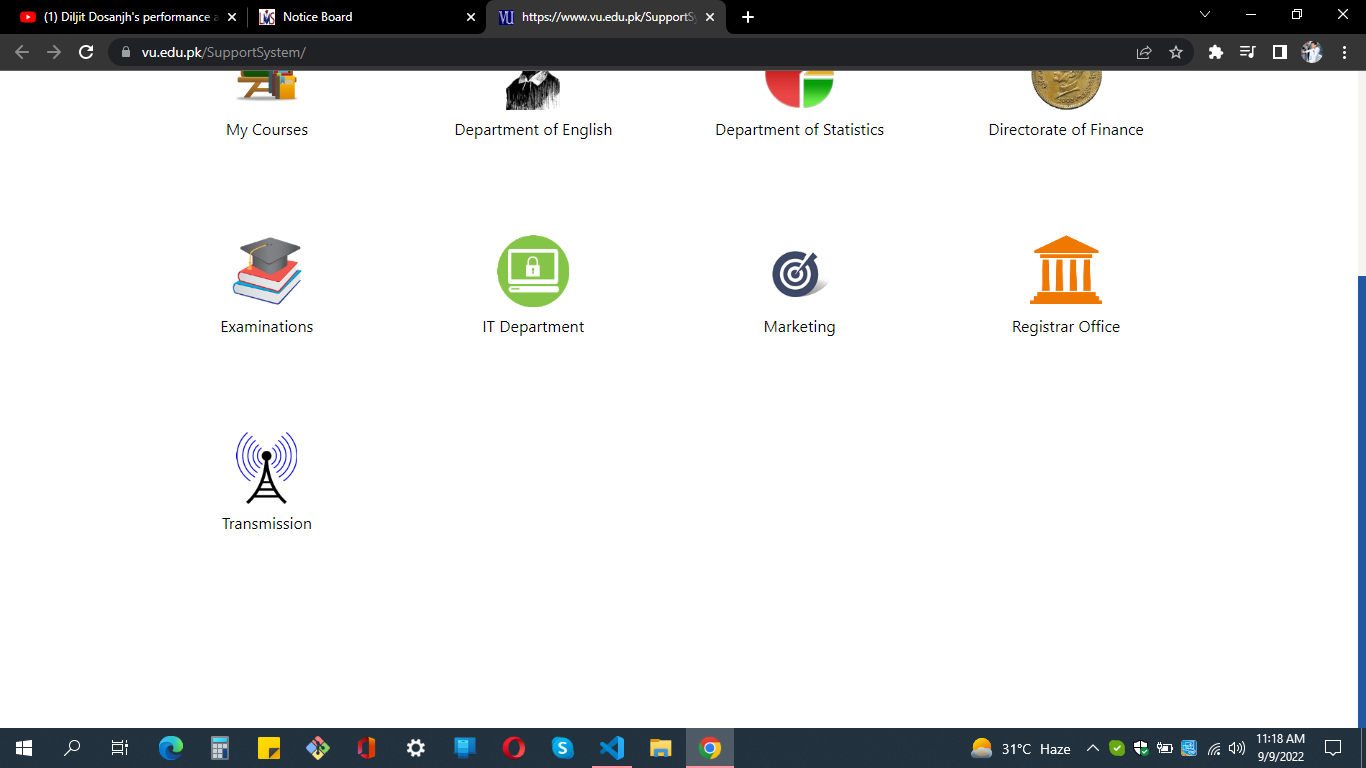 (1) Diljit Dosanjh's performance a
Notice Board
VU
https://www.vu.edu.pk/SupportSy
vu.edu.pk/SupportSystem/
My Courses
Department of English
Department of Statistics
Directorate of Finance
Examinations
IT Department
Marketing
Registrar Office
Transmission
31°C Haze
11:18 AM
9/9/2022